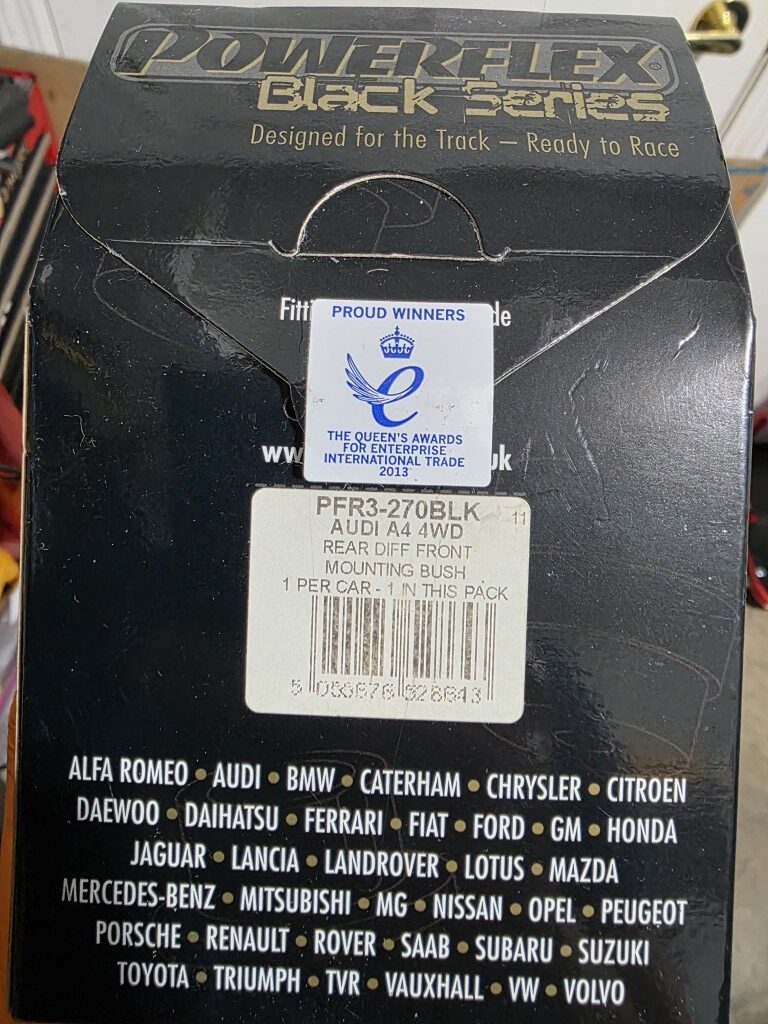 POWERFLEX®
Black Series
Designed for the Track – Ready to Race
PROUD WINNERS
e
THE QUEEN'S AWARDS
FOR ENTERPRISE
INTERNATIONAL TRADE
2013
PFR3-270BLK
11
AUDI A4 4WD
REAR DIFF FRONT
MOUNTING BUSH
1 PER CAR - 1 IN THIS PACK
ALFA ROMEO • AUDI • BMW • CATERHAM • CHRYSLER • CITROEN
DAEWOO • DAIHATSU • FERRARI • FIAT • FORD • GM • HONDA
JAGUAR • LANCIA • LANDROVER • LOTUS • MAZDA
MERCEDES-BENZ • MITSUBISHI • MG • NISSAN • OPEL • PEUGEOT
PORSCHE • RENAULT • ROVER • SAAB • SUBARU • SUZUKI
TOYOTA • TRIUMPH • TVR • VAUXHALL • VW • VOLVO